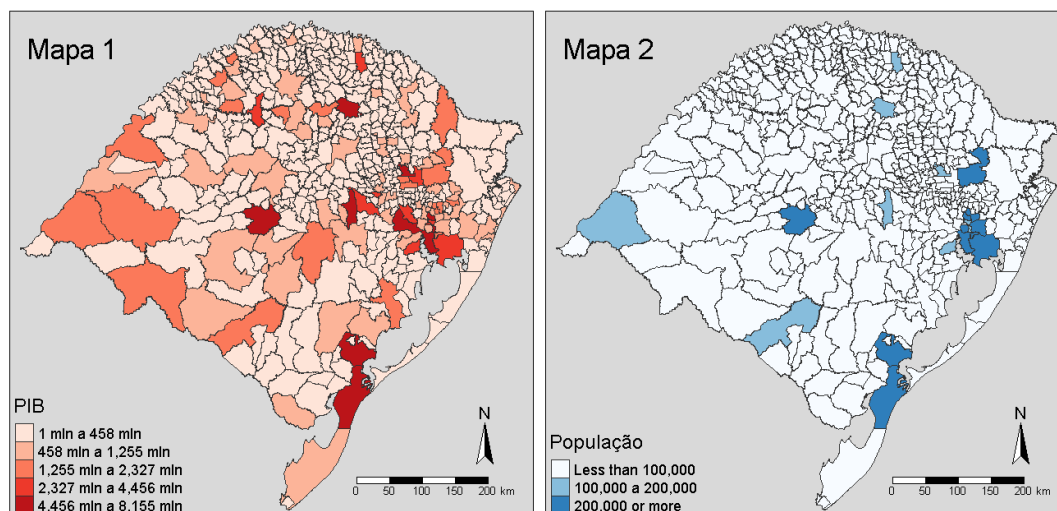 Mapa 1
PIB
1 mln a 458 mln
458 mln a 1,255 mln
1,255 mln a 2,327 mln
2,327 mln a 4,456 mln
4,456 mln a 8,155 mln
N
0 50 100 150 200 km
Mapa 2
População
Less than 100,000
100,000 a 200,000
200,000 or more
N
0 50 100 150 200 km